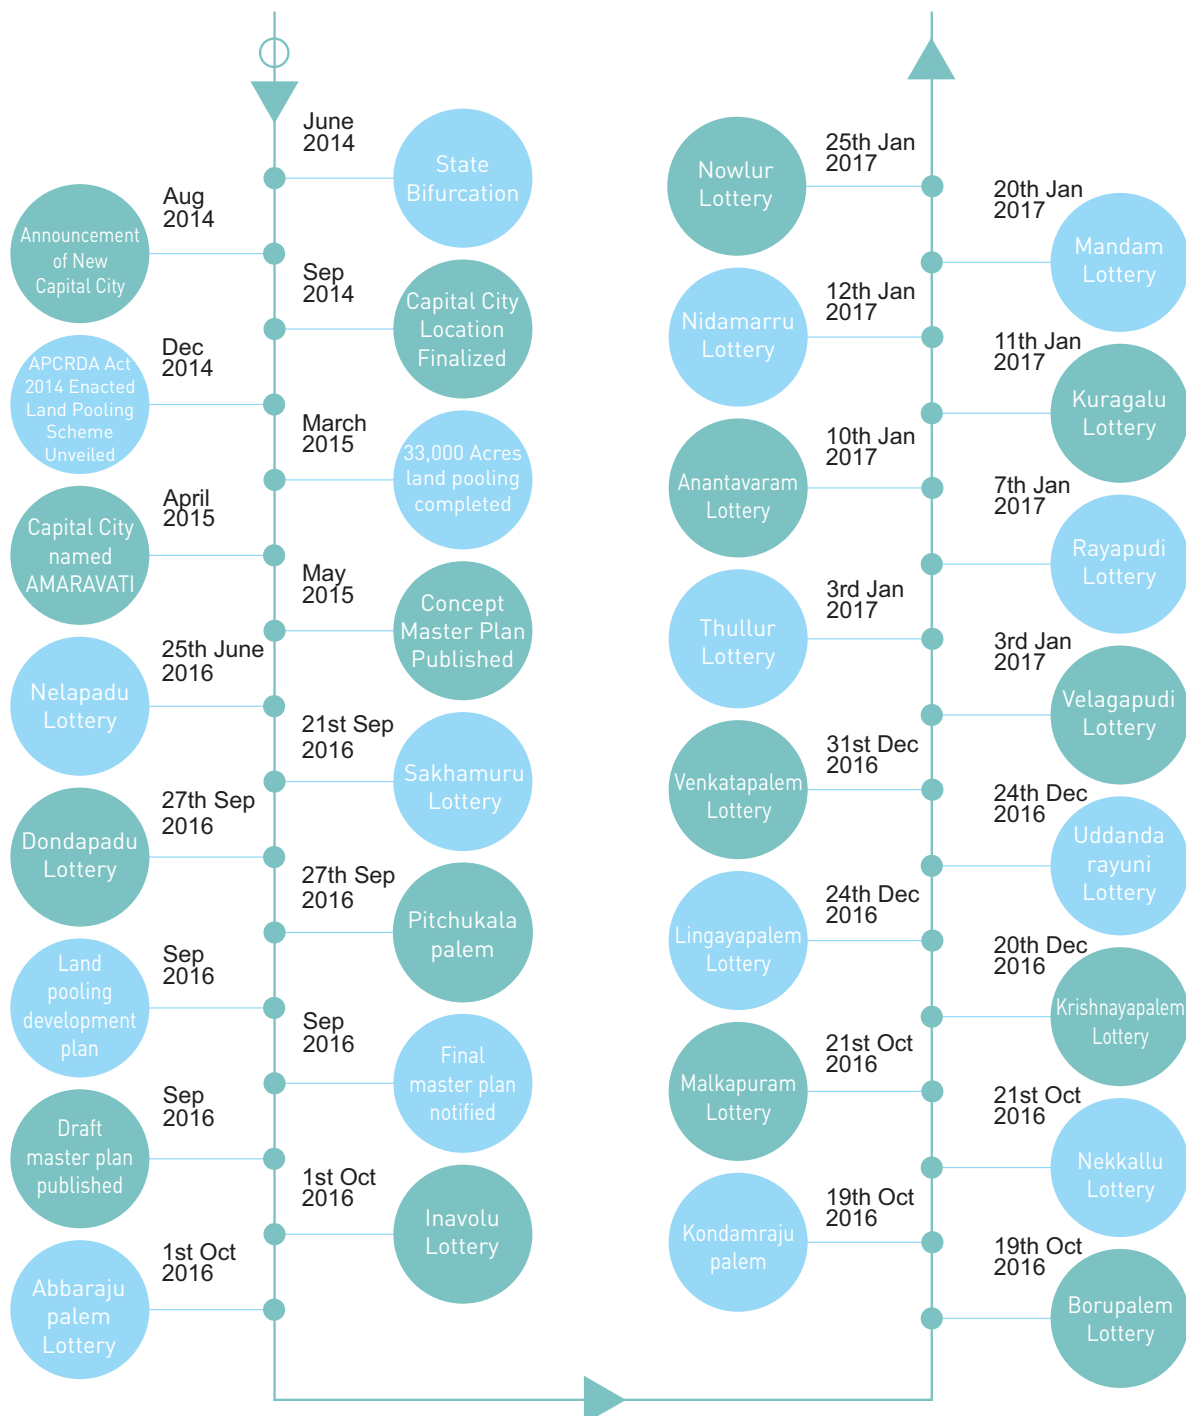 June
2014
State
Bifurcation
Aug
2014
Announcement
of New
Capital City
Sep
2014
Capital City
Location
Finalized
Dec
2014
APCRDA Act
2014 Enacted
Land Pooling
Scheme
Unveiled
March
2015
33,000 Acres
land pooling
completed
April
2015
Capital City
named
AMARAVATI
May
2015
Concept
Master Plan
Published
25th June
2016
Nelapadu
Lottery
21st Sep
2016
Sakhamuru
Lottery
27th Sep
2016
Dondapadu
Lottery
27th Sep
2016
Pitchukala
palem
Sep
2016
Land
pooling
development
plan
Sep
2016
Final
master plan
notified
Sep
2016
Draft
master plan
published
1st Oct
2016
Inavolu
Lottery
1st Oct
2016
Abbaraju
palem
Lottery
19th Oct
2016
Borupalem
Lottery
19th Oct
2016
Kondamraju
palem
21st Oct
2016
Nekkallu
Lottery
21st Oct
2016
Malkapuram
Lottery
20th Dec
2016
Krishnayapalem
Lottery
24th Dec
2016
Lingayapalem
Lottery
24th Dec
2016
Uddanda
rayuni
Lottery
31st Dec
2016
Venkatapalem
Lottery
3rd Jan
2017
Velagapudi
Lottery
3rd Jan
2017
Thullur
Lottery
7th Jan
2017
Rayapudi
Lottery
10th Jan
2017
Anantavaram
Lottery
11th Jan
2017
Kuragalu
Lottery
12th Jan
2017
Nidamarru
Lottery
20th Jan
2017
Mandam
Lottery
25th Jan
2017
Nowlur
Lottery